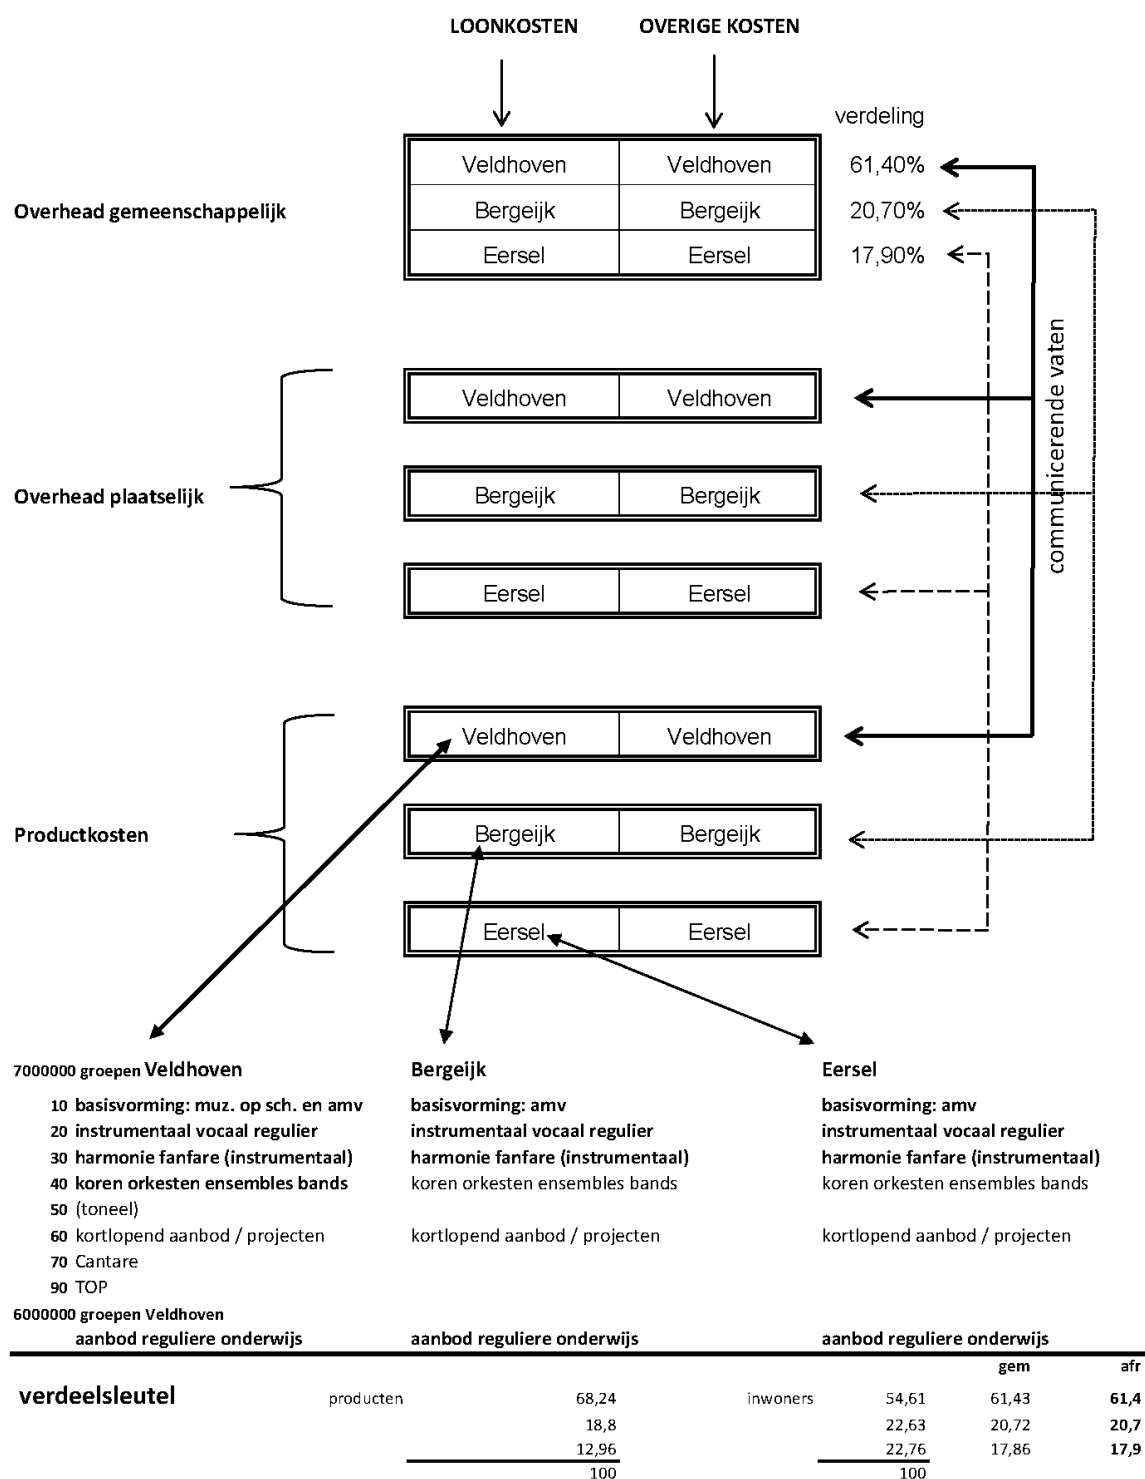 LOONKOSTEN OVERIGE KOSTEN
verdeling
Veldhoven Veldhoven 61,40%
Overhead gemeenschappelijk Bergeijk Bergeijk 20,70%
Eersel Eersel 17,90%
communicerende vaten
Veldhoven Veldhoven
Overhead plaatselijk Bergeijk Bergeijk
Eersel Eersel
Veldhoven Veldhoven
Productkosten Bergeijk Bergeijk
Eersel Eersel
7000000 groepen Veldhoven Bergeijk Eersel
10 basisvorming: muz. op sch. en amv basisvorming: amv basisvorming: amv
20 instrumentaal vocaal regulier instrumentaal vocaal regulier instrumentaal vocaal regulier
30 harmonie fanfare (instrumentaal) harmonie fanfare (instrumentaal) harmonie fanfare (instrumentaal)
40 koren orkesten ensembles bands koren orkesten ensembles bands koren orkesten ensembles bands
50 (toneel)
60 kortlopend aanbod / projecten kortlopend aanbod / projecten kortlopend aanbod / projecten
70 Cantare
90 TOP
6000000 groepen Veldhoven
aanbod reguliere onderwijs aanbod reguliere onderwijs aanbod reguliere onderwijs
gem afr
verdeelsleutel producten 68,24 inwoners 54,61 61,43 61,4
18,8 22,63 20,72 20,7
12,96 22,76 17,86 17,9
100 100